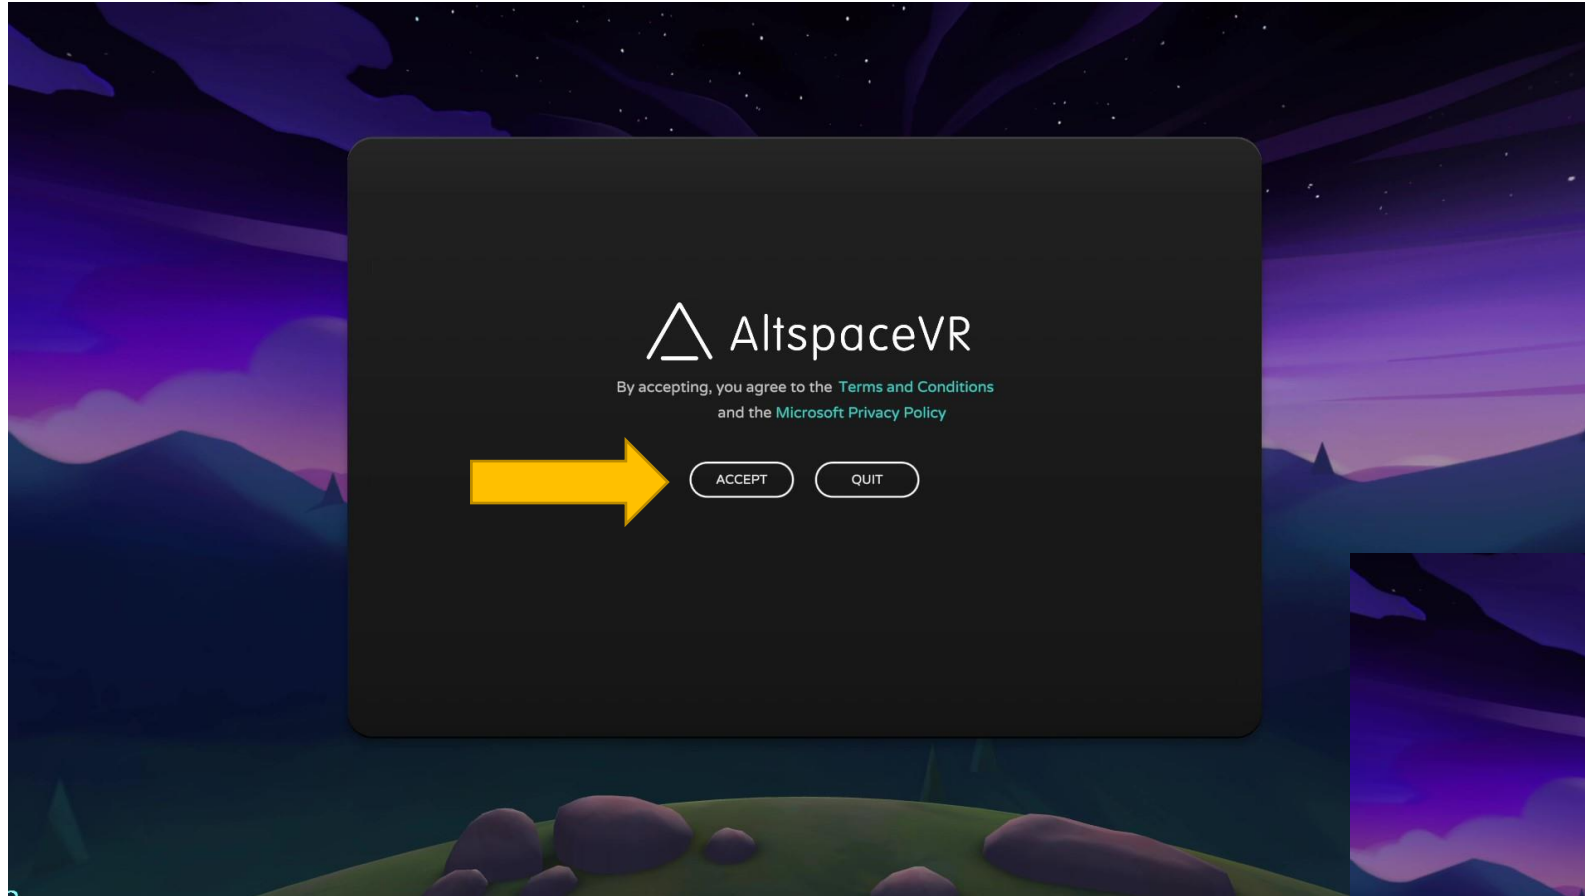 AltspaceVR
By accepting, you agree to the Terms and Conditions
and the Microsoft Privacy Policy
ACCEPT QUIT